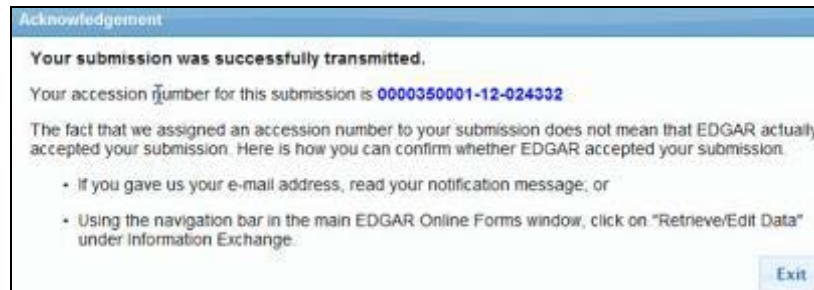 Acknowledgement
Your submission was successfully transmitted.
Your accession number for this submission is 0000350001-12-024332
The fact that we assigned an accession number to your submission does not mean that EDGAR actually
accepted your submission. Here is how you can confirm whether EDGAR accepted your submission.
• If you gave us your e-mail address, read your notification message; or
• Using the navigation bar in the main EDGAR Online Forms window, click on "Retrieve/Edit Data"
under Information Exchange.
Exit